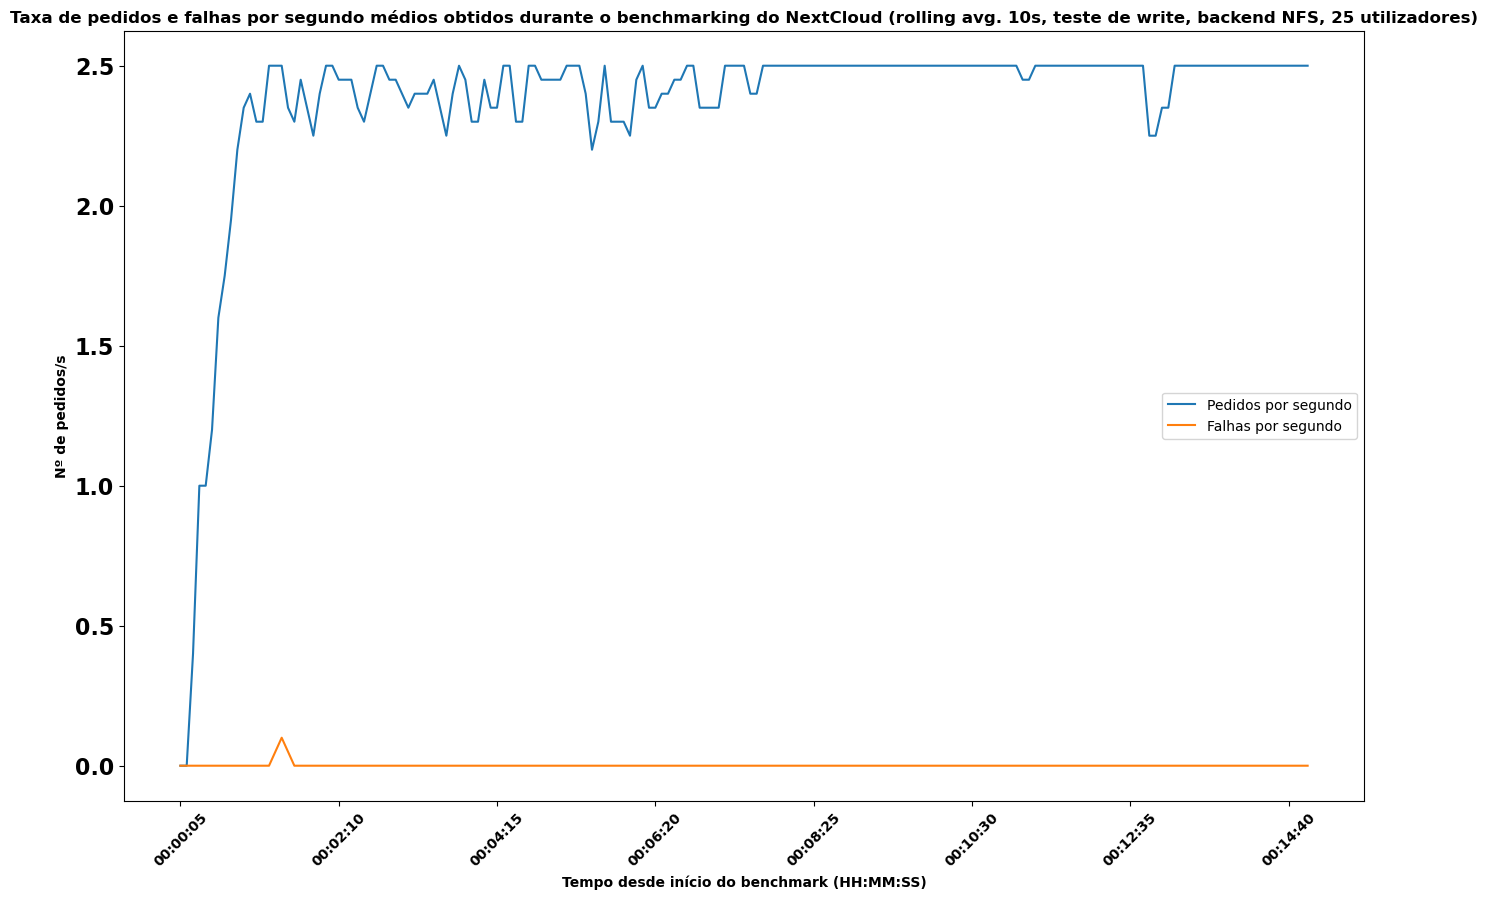 Taxa de pedidos e falhas por segundo médios obtidos durante o benchmarking do NextCloud (rolling avg. 10s, teste de write, backend NFS, 25 utilizadores)
2.5
2.0
1.5
1.0
0.5
0.0
Nº de pedidos/s
Pedidos por segundo
Falhas por segundo
00:00:05
00:02:10
00:04:15
00:06:20
00:08:25
00:10:30
00:12:35
00:14:40
Tempo desde início do benchmark (HH:MM:SS)